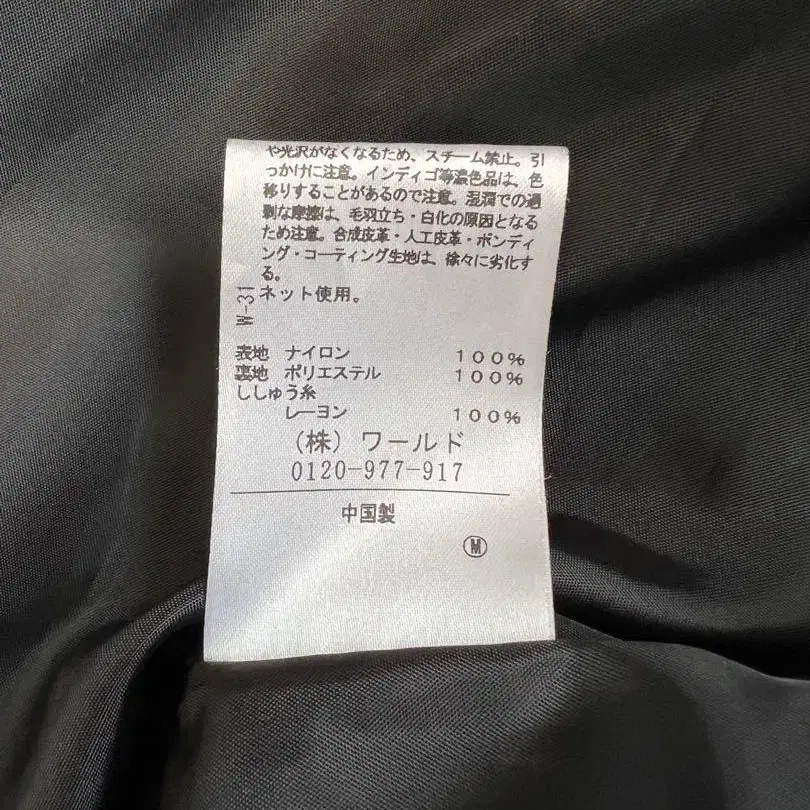 や光沢がなくなるため、スチーム禁止。引
っかけに注意。インディゴ等濃色品は、色
移りすることがあるので注意。湿潤での過
剰な摩擦は、毛羽立ち・白化の原因となる
ため注意。合成皮革・人工皮革・ボンディ
ング・コーティング生地は、徐々に劣化す
る。
ネット使用。
W-31
表地 ナイロン 100%
裏地 ポリエステル 100%
ししゅう糸
レーヨン 100%
(株) ワールド
0120-977-917
中国製
M